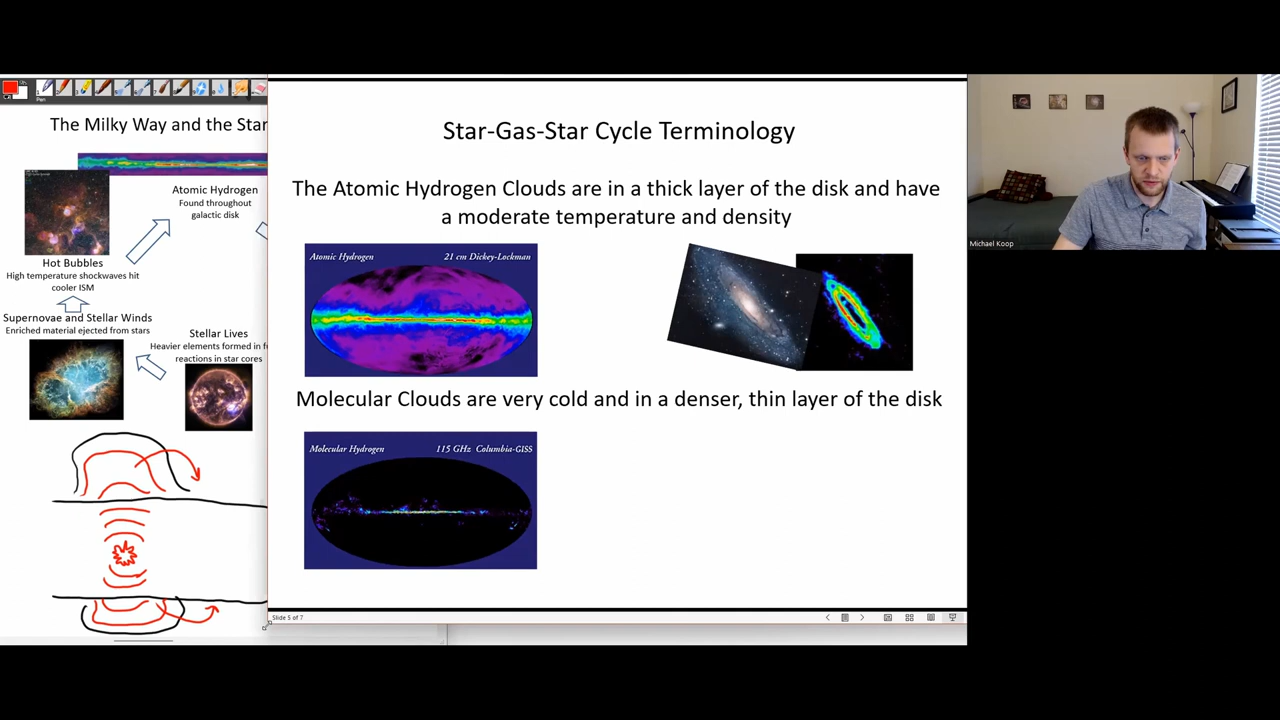 Pen
The Milky Way and the Star
Atomic Hydrogen
Found throughout
galactic disk
Hot Bubbles
High temperature shockwaves hit
cooler ISM
Supernovae and Stellar Winds
Enriched material ejected from stars
Stellar Lives
Heavier elements formed in fu
reactions in star cores
Star-Gas-Star Cycle Terminology
The Atomic Hydrogen Clouds are in a thick layer of the disk and have
a moderate temperature and density
Atomic Hydrogen 21 cm Dickey-Lockman
Molecular Clouds are very cold and in a denser, thin layer of the disk
Molecular Hydrogen 115 GHz Columbia-GISS
Slide 5 of 7
Michael Koop